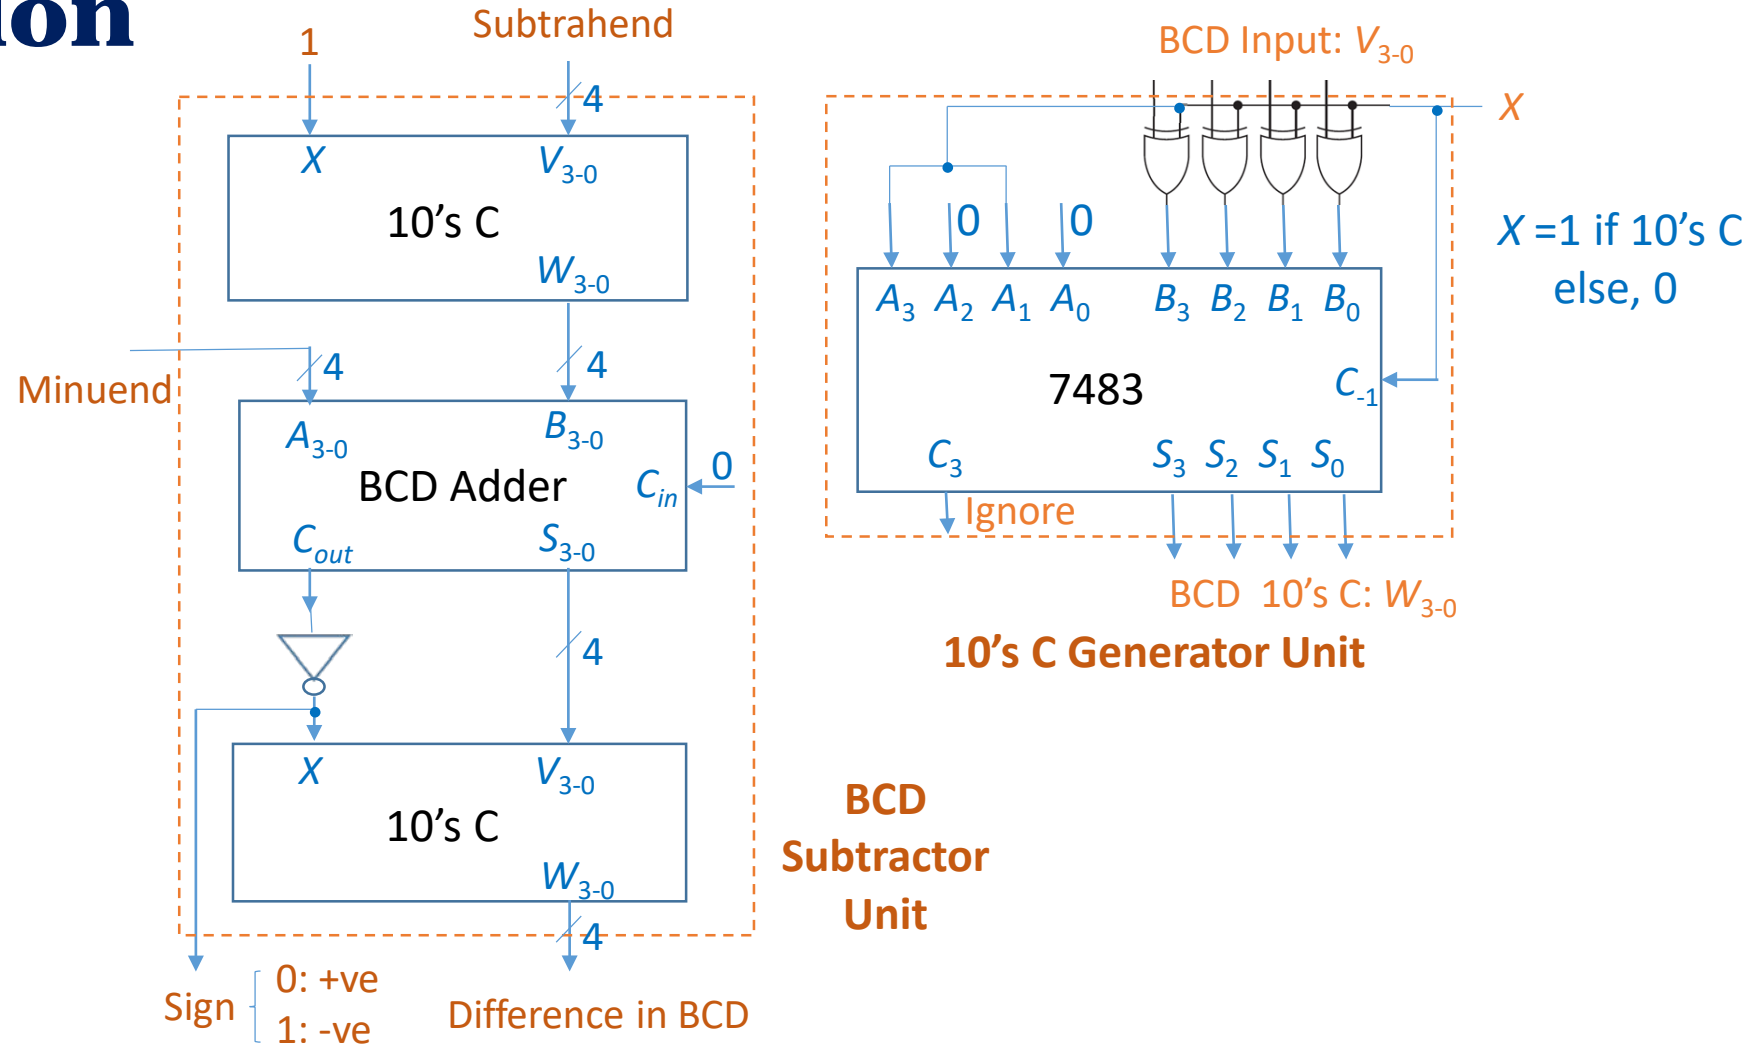 ion
1
Subtrahend
4
X
V3-0
10's C
W3-0
4
4
Minuend
A3-0
B3-0
BCD Adder
Cin
0
Cout
S3-0
4
X
V3-0
10's C
W3-0
4
Sign
0: +ve
1: -ve
Difference in BCD
BCD
Subtractor
Unit
BCD Input: V3-0
X
0
0
A3 A2 A1 A0 B3 B2 B1 B0
7483
C-1
C3 S3 S2 S1 S0
Ignore
BCD 10's C: W3-0
10's C Generator Unit
X =1 if 10's C
else, 0